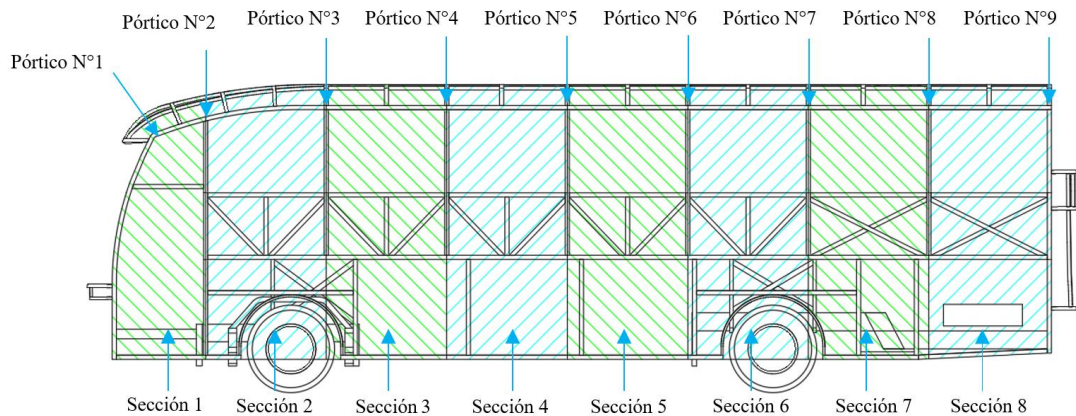 Pórtico N°1
Pórtico N°2
Pórtico N°3
Pórtico N°4
Pórtico N°5
Pórtico N°6
Pórtico N°7
Pórtico N°8
Pórtico N°9
Sección 1
Sección 2
Sección 3
Sección 4
Sección 5
Sección 6
Sección 7
Sección 8